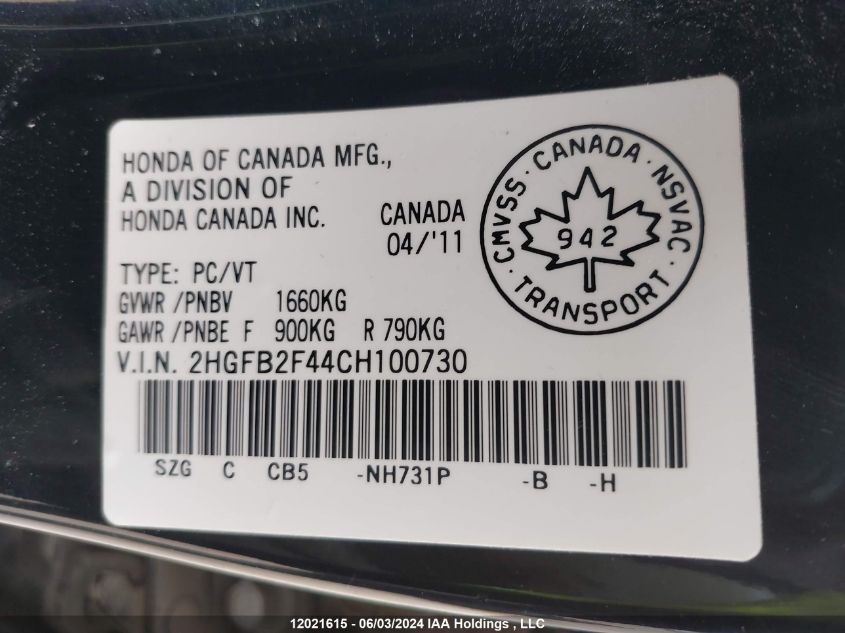 HONDA OF CANADA MFG.,
A DIVISION OF
HONDA CANADA INC.
CANADA
04/'11
CMVSS · CANADA · NSVAC · TRANSPORT ·
942
TYPE: PC/VT
GVWR /PNBV 1660KG
GAWR /PNBE F 900KG R 790KG
V.I.N. 2HGFB2F44CH100730
SZG C CB5 -NH731P -B -H
12021615 - 06/03/2024 IAA Holdings , LLC